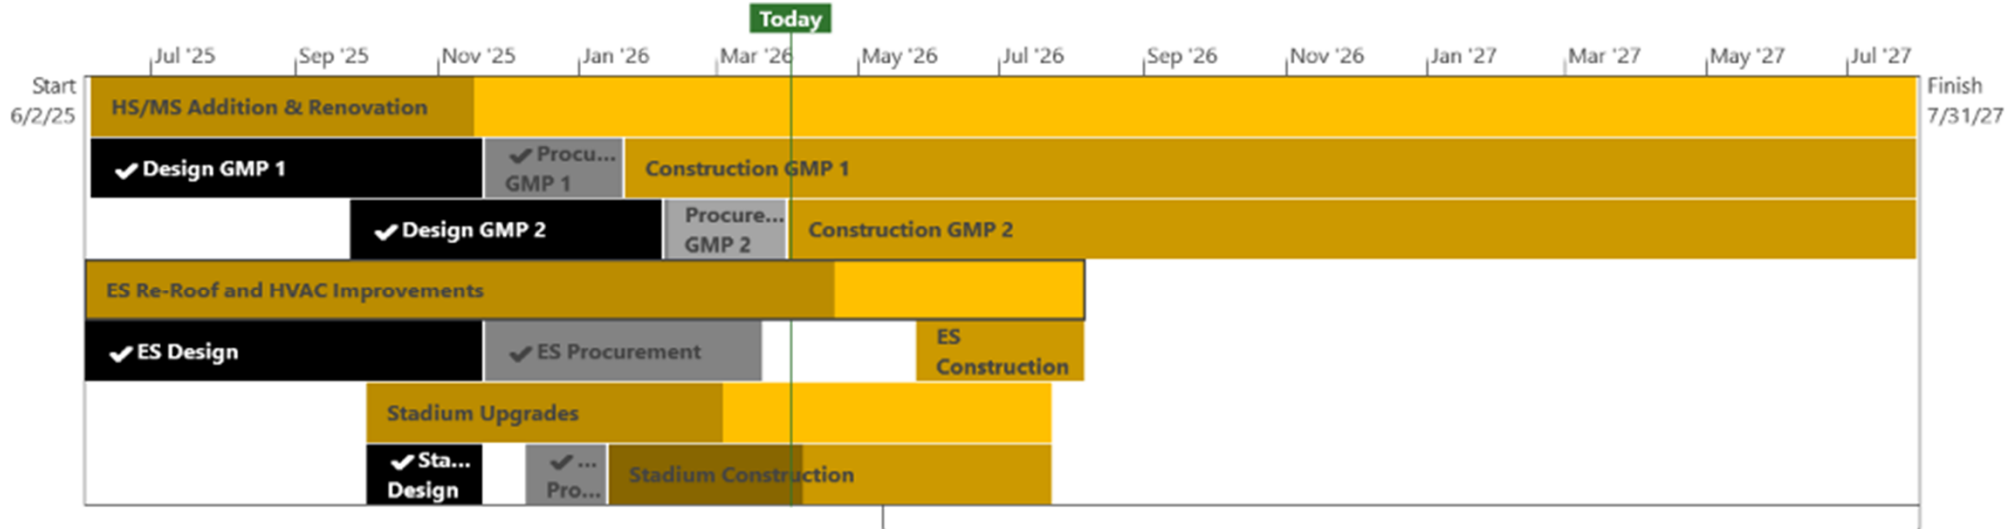 Today
Jul '25 Sep '25 Nov '25 Jan '26 Mar '26 May '26 Jul '26 Sep '26 Nov '26 Jan '27 Mar '27 May '27 Jul '27
Start
6/2/25
Finish
7/31/27
HS/MS Addition & Renovation
Design GMP 1
Procu...
GMP 1
Construction GMP 1
Design GMP 2
Procure...
GMP 2
Construction GMP 2
ES Re-Roof and HVAC Improvements
ES Design
ES Procurement
ES
Construction
Stadium Upgrades
Sta...
Design
...
Pro...
Stadium Construction